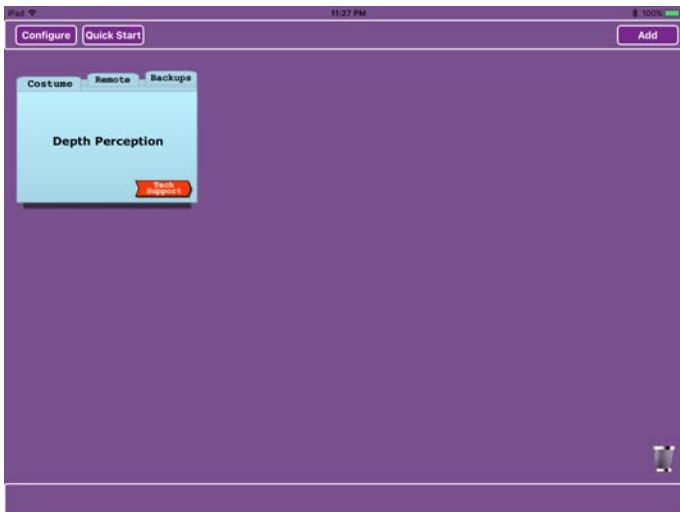 iPad 11:27 PM 100%
Configure Quick Start Add
Costume Remote Backups
Depth Perception
Tech
Support